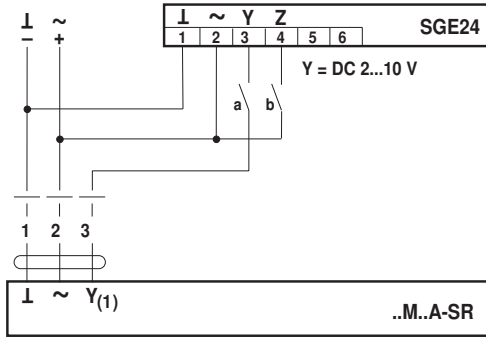 ⊥ ~ Y Z
1 2 3 4 5 6
SGE24
⊥ ~
– +
Y = DC 2...10 V
a b
1 2 3
⊥ ~ Y(1)
..M..A-SR